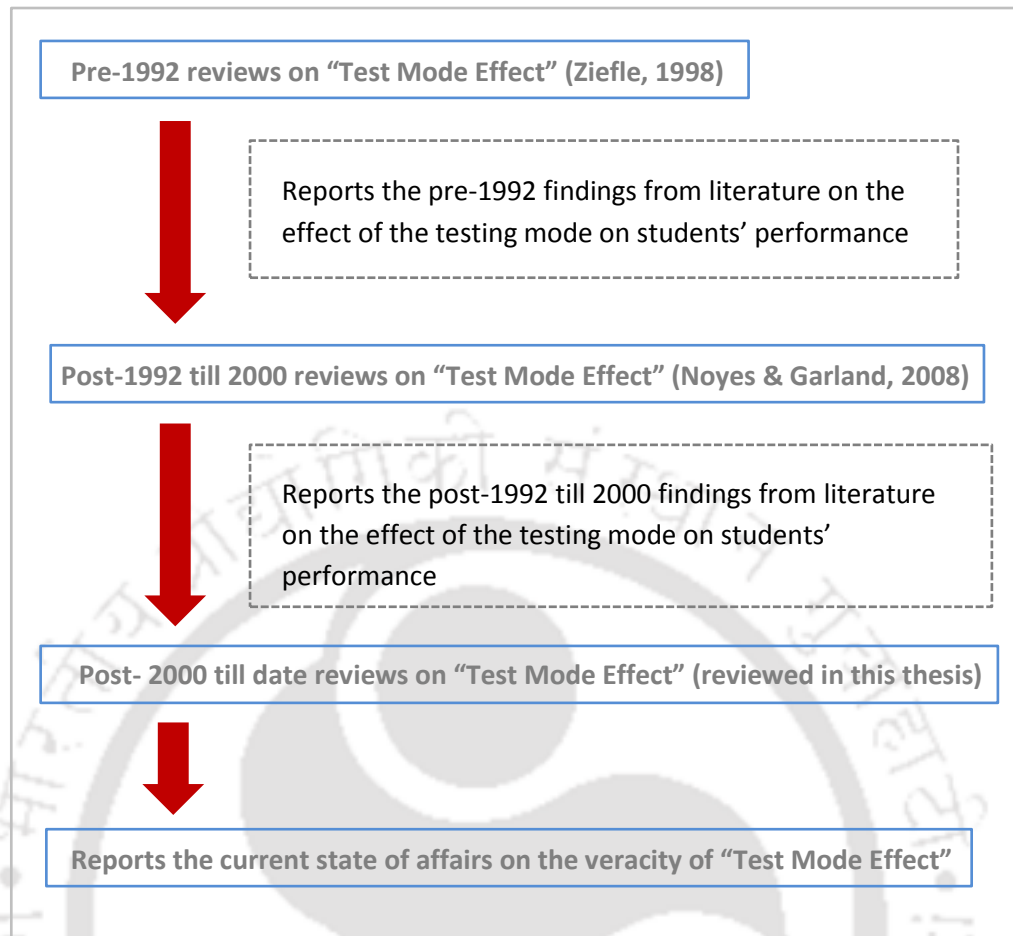 Pre-1992 reviews on “Test Mode Effect” (Ziefle, 1998)
Reports the pre-1992 findings from literature on the
effect of the testing mode on students’ performance
Post-1992 till 2000 reviews on “Test Mode Effect” (Noyes & Garland, 2008)
Reports the post-1992 till 2000 findings from literature
on the effect of the testing mode on students’
performance
Post- 2000 till date reviews on “Test Mode Effect” (reviewed in this thesis)
Reports the current state of affairs on the veracity of “Test Mode Effect”